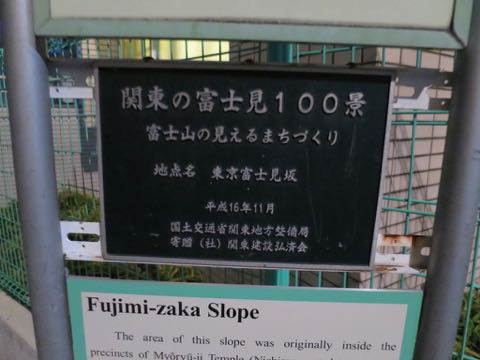 関東の富士見100景
富士山の見えるまちづくり
地点名 東京富士見坂
平成16年11月
国土交通省関東地方整備局
寄贈(社)関東建設弘済会
Fujimi-zaka Slope
The area of this slope was originally inside the
precincts of Myōryū-ji Temple